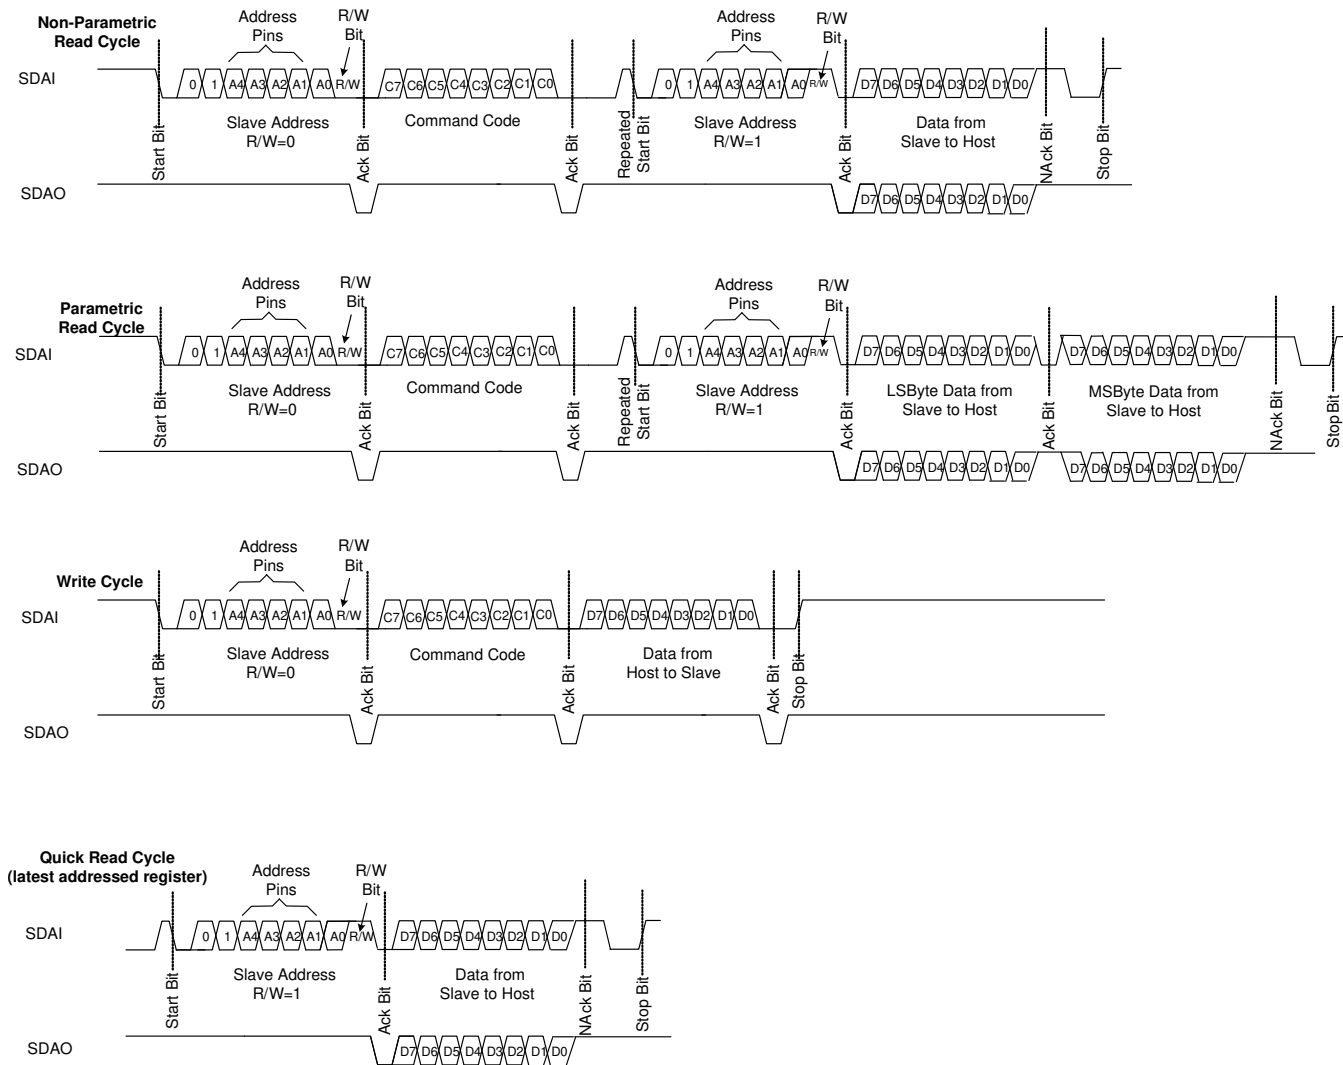 Non-Parametric
Read Cycle
Address
Pins
R/W
Bit
Address
Pins
R/W
Bit
SDAI
0 1 A4 A3 A2 A1 A0 R/W
C7 C6 C5 C4 C3 C2 C1 C0
0 1 A4 A3 A2 A1 A0 R/W
D7 D6 D5 D4 D3 D2 D1 D0
Start Bit
Slave Address
R/W=0
Ack Bit
Command Code
Ack Bit
Repeated
Start Bit
Slave Address
R/W=1
Ack Bit
Data from
Slave to Host
NAck Bit
Stop Bit
SDAO
D7 D6 D5 D4 D3 D2 D1 D0
Parametric
Read Cycle
Address
Pins
R/W
Bit
Address
Pins
R/W
Bit
SDAI
0 1 A4 A3 A2 A1 A0 R/W
C7 C6 C5 C4 C3 C2 C1 C0
0 1 A4 A3 A2 A1 A0 R/W
D7 D6 D5 D4 D3 D2 D1 D0
D7 D6 D5 D4 D3 D2 D1 D0
Start Bit
Slave Address
R/W=0
Ack Bit
Command Code
Ack Bit
Repeated
Start Bit
Slave Address
R/W=1
Ack Bit
LSByte Data from
Slave to Host
Ack Bit
MSByte Data from
Slave to Host
NAck Bit
Stop Bit
SDAO
D7 D6 D5 D4 D3 D2 D1 D0
D7 D6 D5 D4 D3 D2 D1 D0
Write Cycle
Address
Pins
R/W
Bit
SDAI
0 1 A4 A3 A2 A1 A0 R/W
C7 C6 C5 C4 C3 C2 C1 C0
D7 D6 D5 D4 D3 D2 D1 D0
Start Bit
Slave Address
R/W=0
Ack Bit
Command Code
Ack Bit
Data from
Host to Slave
Ack Bit
Stop Bit
SDAO
Quick Read Cycle
(latest addressed register)
Address
Pins
R/W
Bit
SDAI
0 1 A4 A3 A2 A1 A0 R/W
D7 D6 D5 D4 D3 D2 D1 D0
Start Bit
Slave Address
R/W=1
Ack Bit
Data from
Slave to Host
NAck Bit
Stop Bit
SDAO
D7 D6 D5 D4 D3 D2 D1 D0